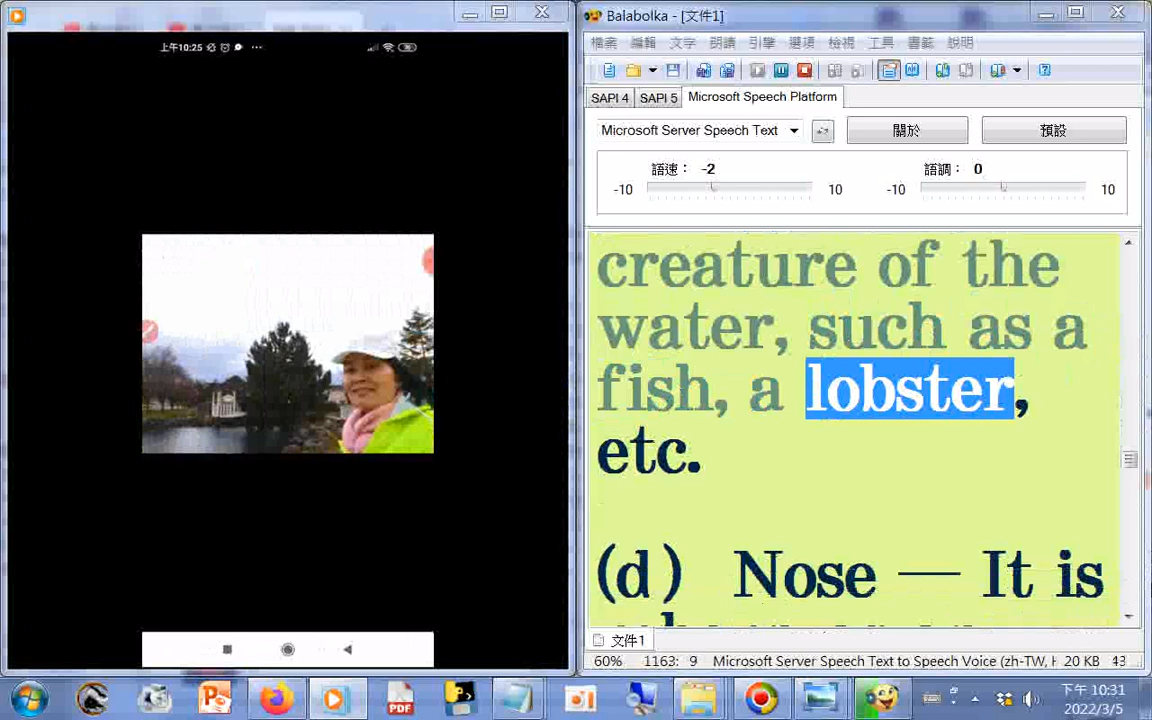 上午10:25
Balabolka - [文件1]
檔案 編輯 文字 朗讀 引擎 選項 檢視 工具 書籤 說明
SAPI 4 SAPI 5 Microsoft Speech Platform
Microsoft Server Speech Text 關於 預設
語速： -2 語調： 0
-10 10 -10 10
creature of the
water, such as a
fish, a lobster,
etc.
(d) Nose — It is
文件1
60% 1163: 9 Microsoft Server Speech Text to Speech Voice (zh-TW, H 20 KB 43
下午 10:31
2022/3/5